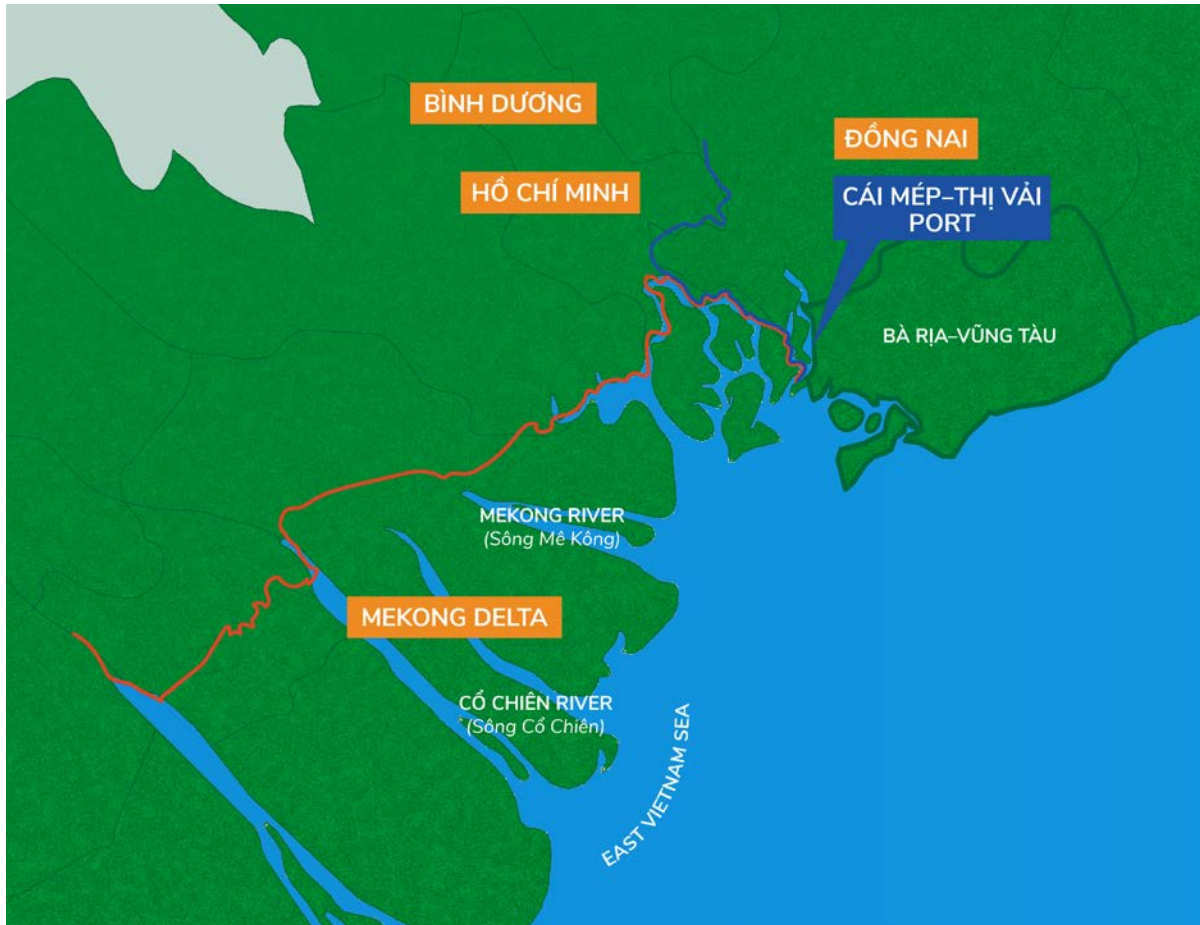 BÌNH DƯƠNG
ĐỒNG NAI
HỒ CHÍ MINH
CÁI MÉP–THỊ VẢI
PORT
BÀ RỊA–VŨNG TÀU
MEKONG RIVER
(Sông Mê Kông)
MEKONG DELTA
CỔ CHIÊN RIVER
(Sông Cổ Chiên)
EAST VIETNAM SEA